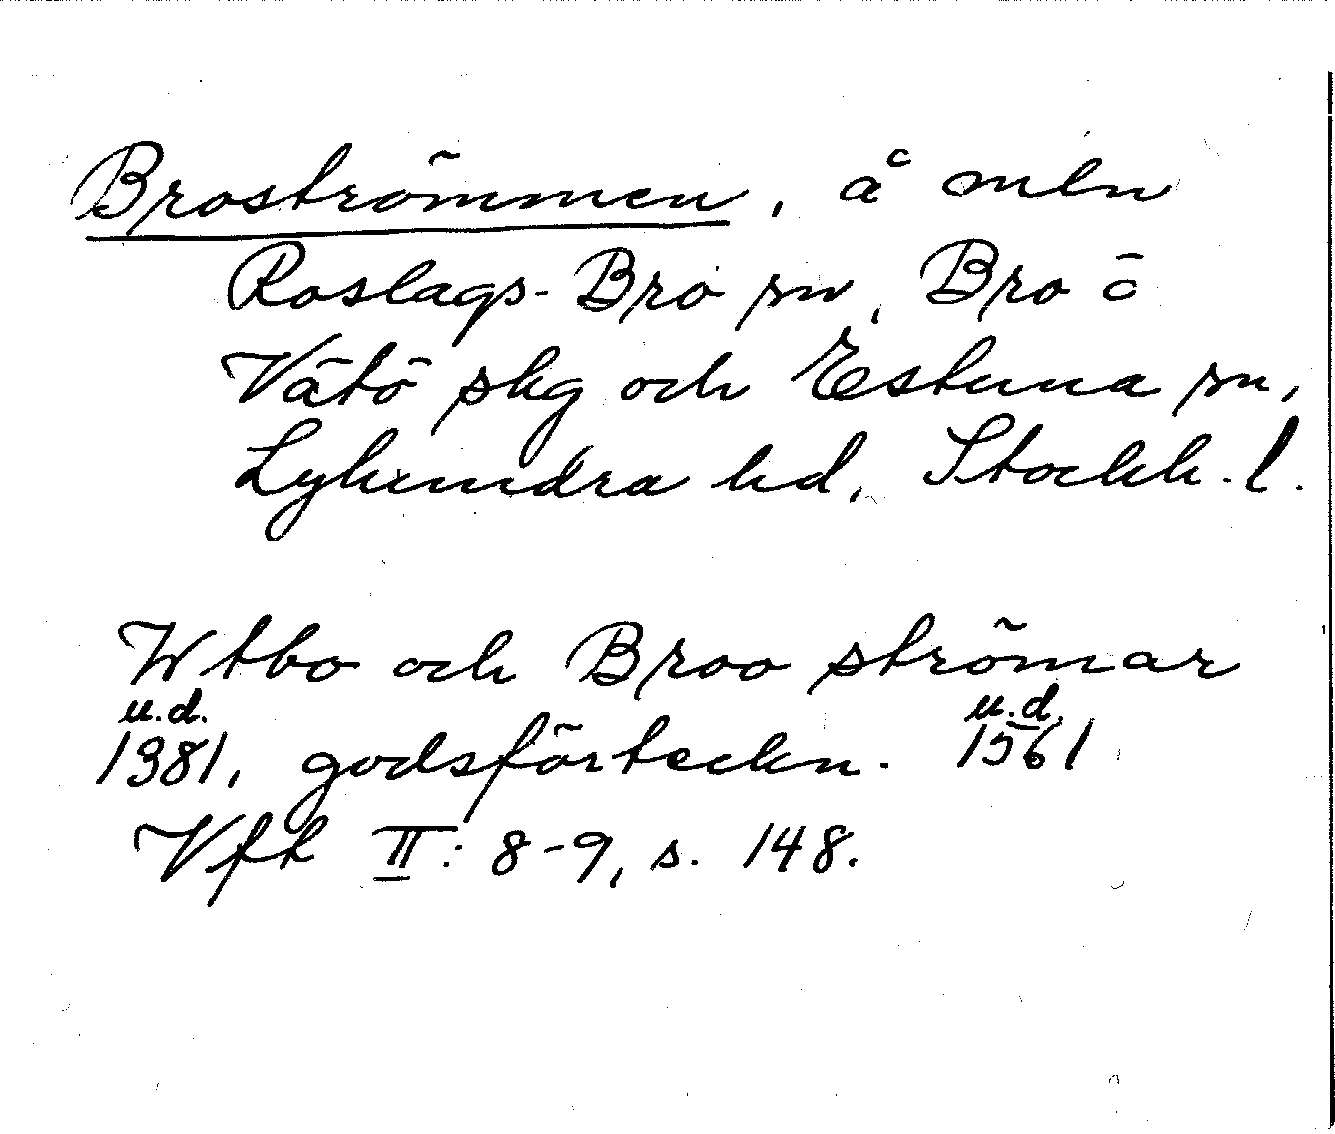 Broströmmen, å mln
Roslags-Bro sn, Bro o
Vätö skg och Estuna sn,
Lyhundra hd, Stockh. l.
Wtbo och Broo strömar
u.d. u.d.
1381, godsförteckn. 1561
Vfk II: 8-9, s. 148.